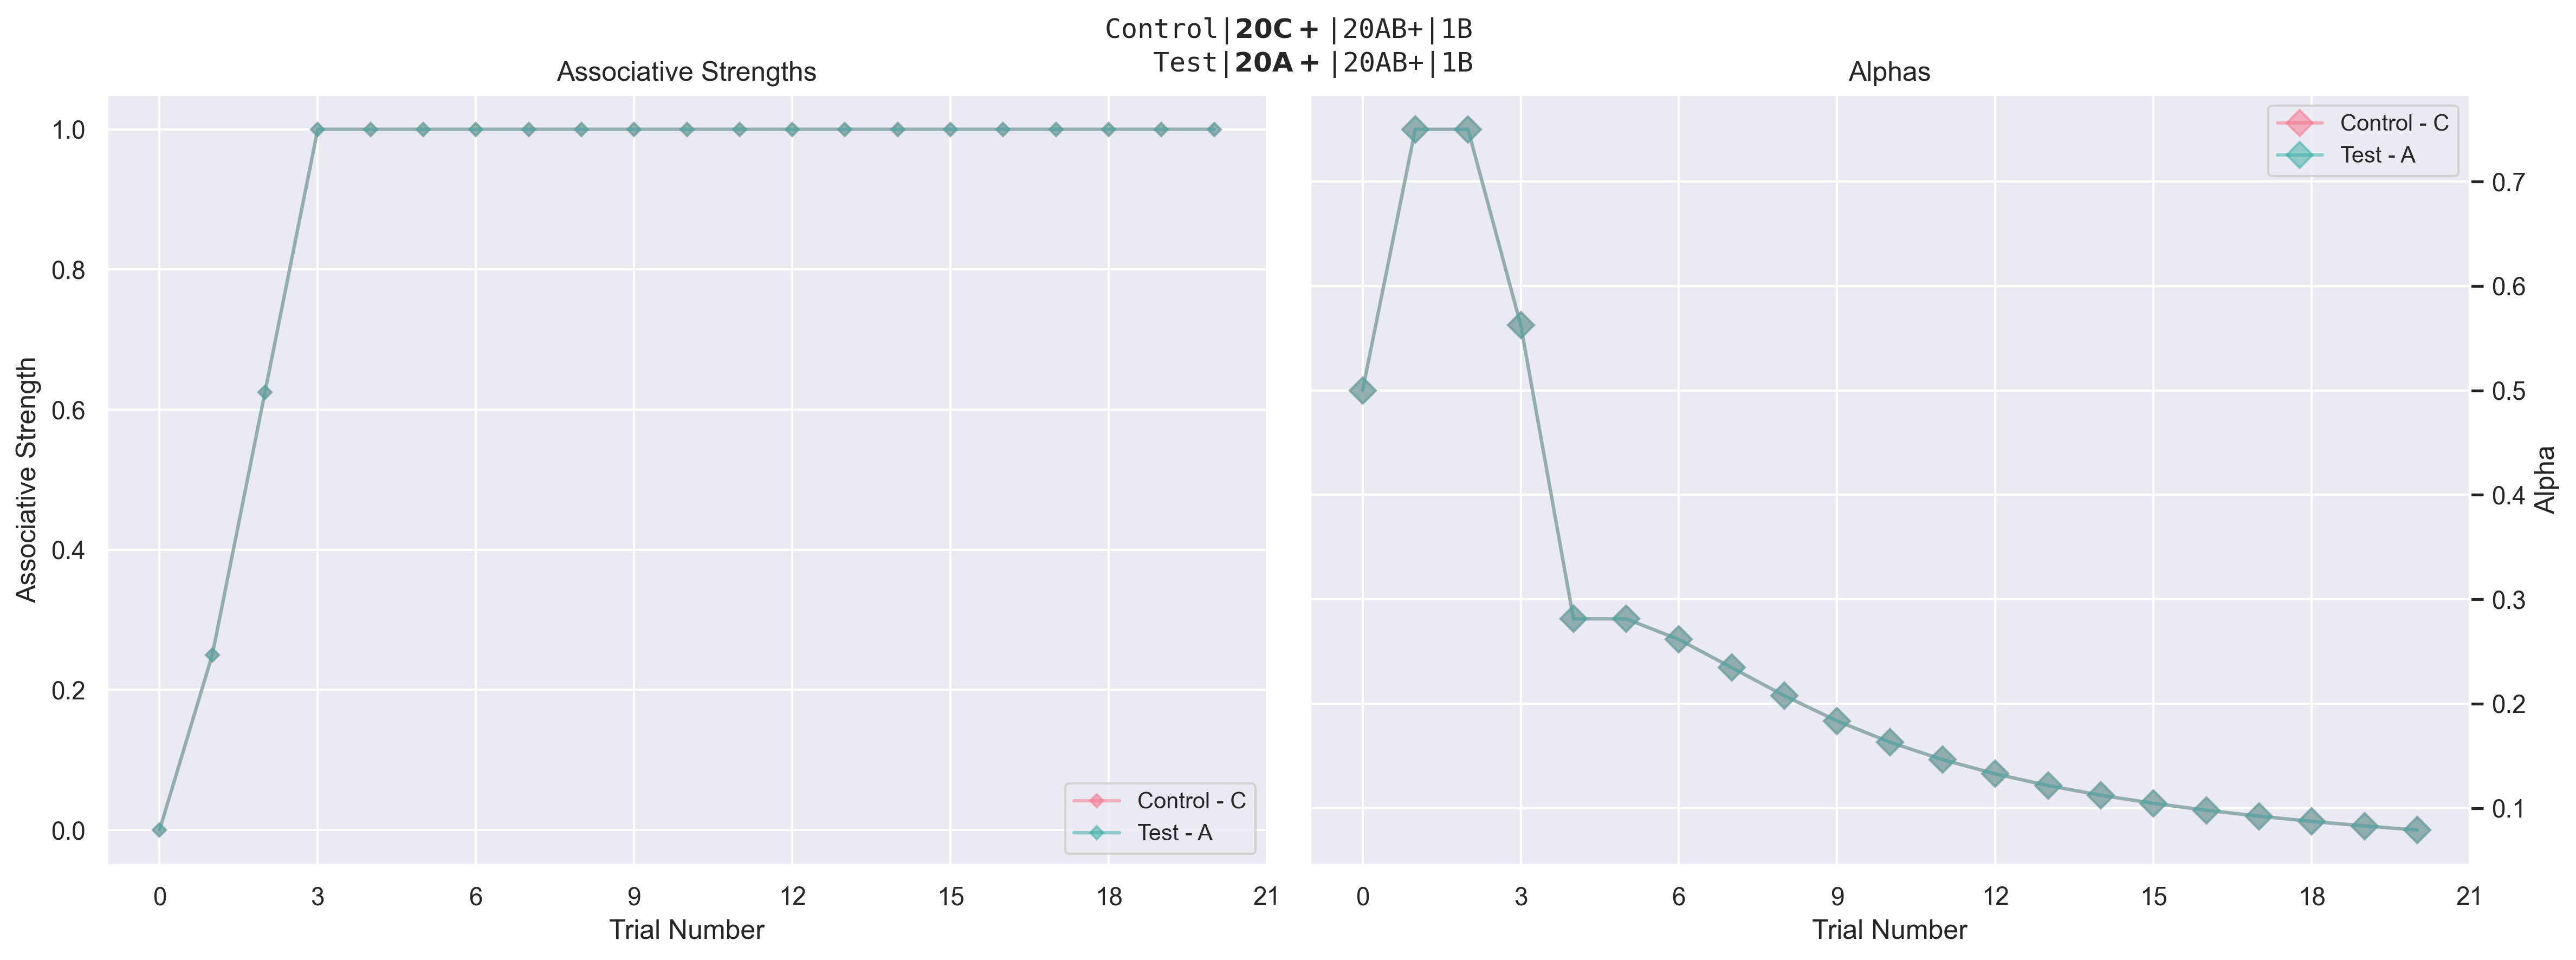 Control|20C+|20AB+|1B
Test|20A+|20AB+|1B
Associative Strengths
Associative Strength
1.0
0.8
0.6
0.4
0.2
0.0
Control - C
Test - A
0
3
6
9
12
15
18
21
Trial Number
Alphas
Control - C
Test - A
0.7
0.6
0.5
0.4
0.3
0.2
0.1
Alpha
0
3
6
9
12
15
18
21
Trial Number